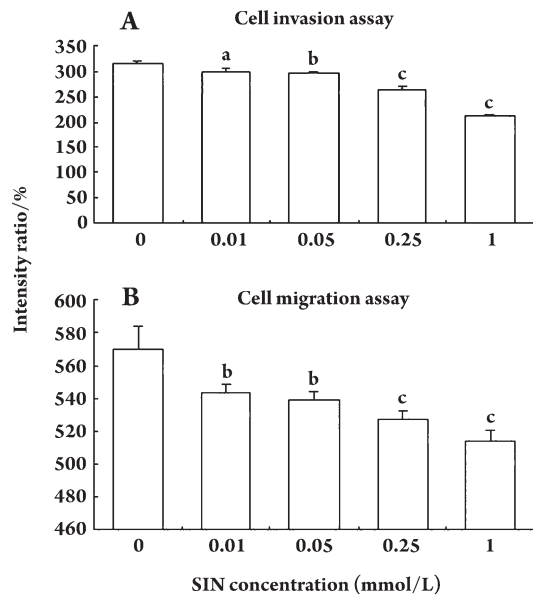 A
Cell invasion assay
350
300
250
200
150
100
50
0
a
b
c
c
0 0.01 0.05 0.25 1
Intensity ratio/%
B
Cell migration assay
600
580
560
540
520
500
480
460
b
b
c
c
0 0.01 0.05 0.25 1
SIN concentration (mmol/L)